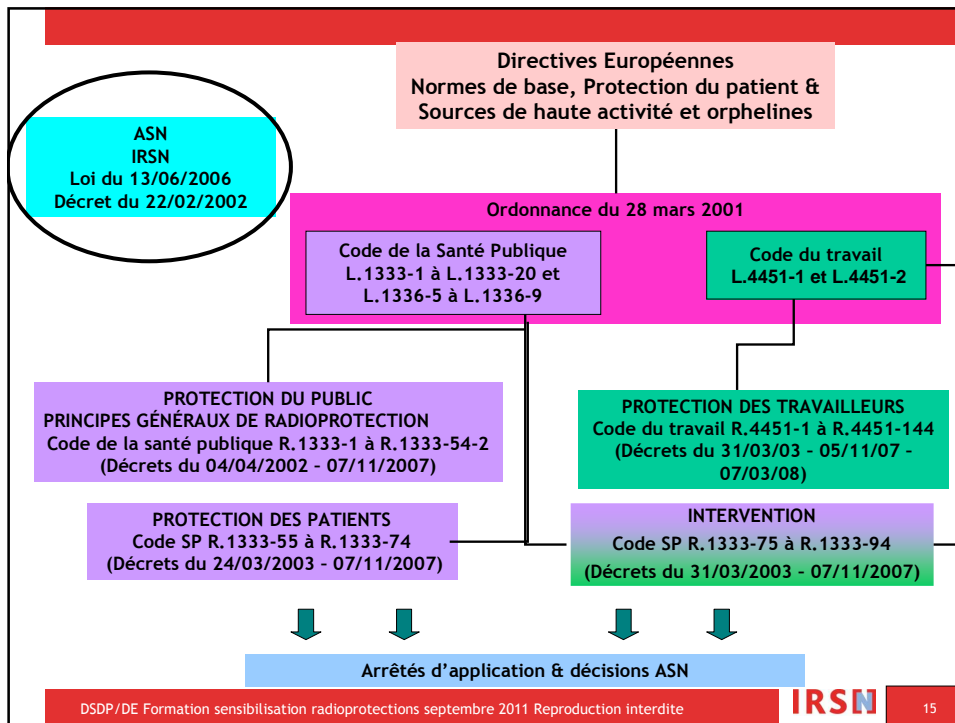 Directives Européennes
Normes de base, Protection du patient &
Sources de haute activité et orphelines
ASN
IRSN
Loi du 13/06/2006
Décret du 22/02/2002
Ordonnance du 28 mars 2001
Code de la Santé Publique
L.1333-1 à L.1333-20 et
L.1336-5 à L.1336-9
Code du travail
L.4451-1 et L.4451-2
PROTECTION DU PUBLIC
PRINCIPES GÉNÉRAUX DE RADIOPROTECTION
Code de la santé publique R.1333-1 à R.1333-54-2
(Décrets du 04/04/2002 – 07/11/2007)
PROTECTION DES TRAVAILLEURS
Code du travail R.4451-1 à R.4451-144
(Décrets du 31/03/03 – 05/11/07 –
07/03/08)
PROTECTION DES PATIENTS
Code SP R.1333-55 à R.1333-74
(Décrets du 24/03/2003 – 07/11/2007)
INTERVENTION
Code SP R.1333-75 à R.1333-94
(Décrets du 31/03/2003 – 07/11/2007)
Arrêtés d'application & décisions ASN
DSDP/DE Formation sensibilisation radioprotections septembre 2011 Reproduction interdite
IRSN
15